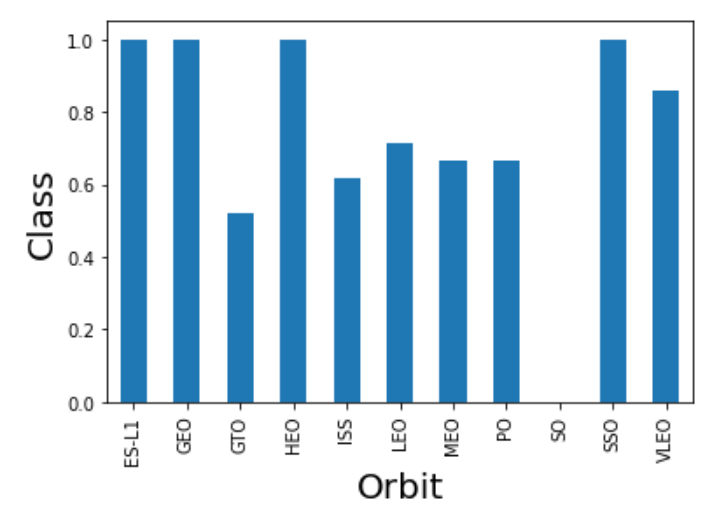 1.0
0.8
0.6
0.4
0.2
0.0
Class
ES-L1
GEO
GTO
HEO
ISS
LEO
MEO
PO
SO
SSO
VLEO
Orbit